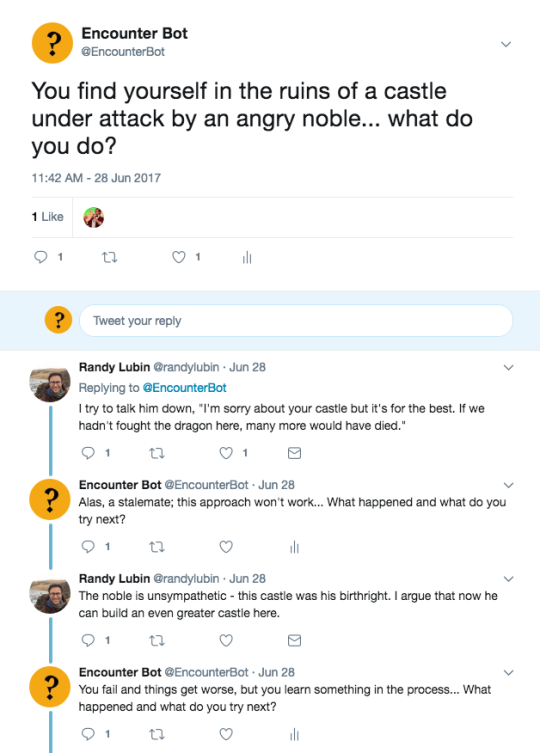 Encounter Bot
@EncounterBot
You find yourself in the ruins of a castle
under attack by an angry noble... what do
you do?
11:42 AM - 28 Jun 2017
1 Like
1 1
Tweet your reply
Randy Lubin @randylubin · Jun 28
Replying to @EncounterBot
I try to talk him down, "I'm sorry about your castle but it's for the best. If we
hadn't fought the dragon here, many more would have died."
1 1
Encounter Bot @EncounterBot · Jun 28
Alas, a stalemate; this approach won't work... What happened and what do you
try next?
1
Randy Lubin @randylubin · Jun 28
The noble is unsympathetic - this castle was his birthright. I argue that now he
can build an even greater castle here.
1
Encounter Bot @EncounterBot · Jun 28
You fail and things get worse, but you learn something in the process... What
happened and what do you try next?
1